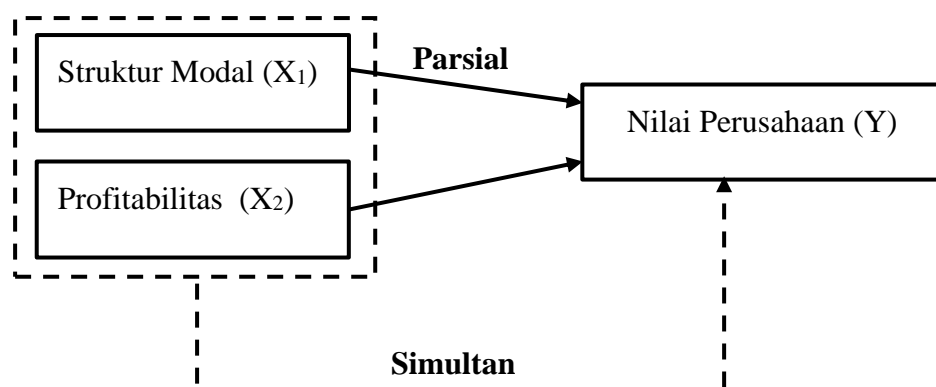 Struktur Modal (X₁)
Parsial
Nilai Perusahaan (Y)
Profitabilitas (X₂)
Simultan